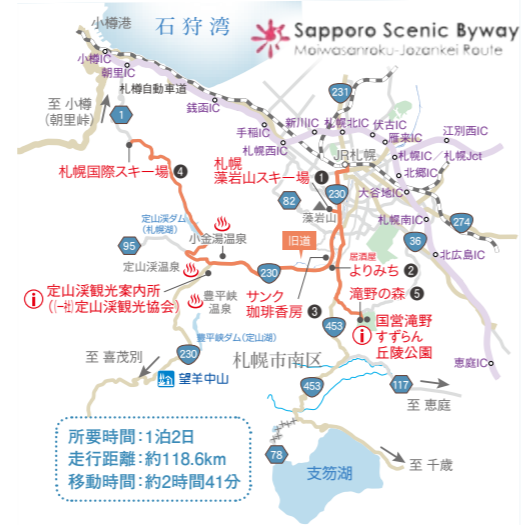 小樽港
石狩湾
Sapporo Scenic Byway
Moiwasanroku-Jozankei Route
小樽IC
朝里IC
札樽自動車道
至 小樽
(朝里峠)
1
銭函IC
231
手稲IC
新川IC
札幌北IC
伏古IC
雁来IC
江別西IC
札幌西IC
JR札幌
札幌IC
札幌Jct
北郷IC
大谷地IC
札幌国際スキー場 4
札幌
藻岩山スキー場 1
230
82
藻岩山
札幌南IC
274
36
北広島IC
定山渓ダム
(札幌湖)
95
小金湯温泉
旧道
定山渓温泉
230
居酒屋
よりみち 2
滝野の森 5
定山渓観光案内所
((一社)定山渓観光協会)
豊平峡
温泉
サンク
珈琲香房 3
国営滝野
すずらん
丘陵公園
453
豊平峡ダム(定山湖)
至 喜茂別
230
札幌市南区
恵庭IC
望羊中山
453
117
至 恵庭
所要時間:1泊2日
走行距離:約118.6km
移動時間:約2時間41分
78
支笏湖
至 千歳